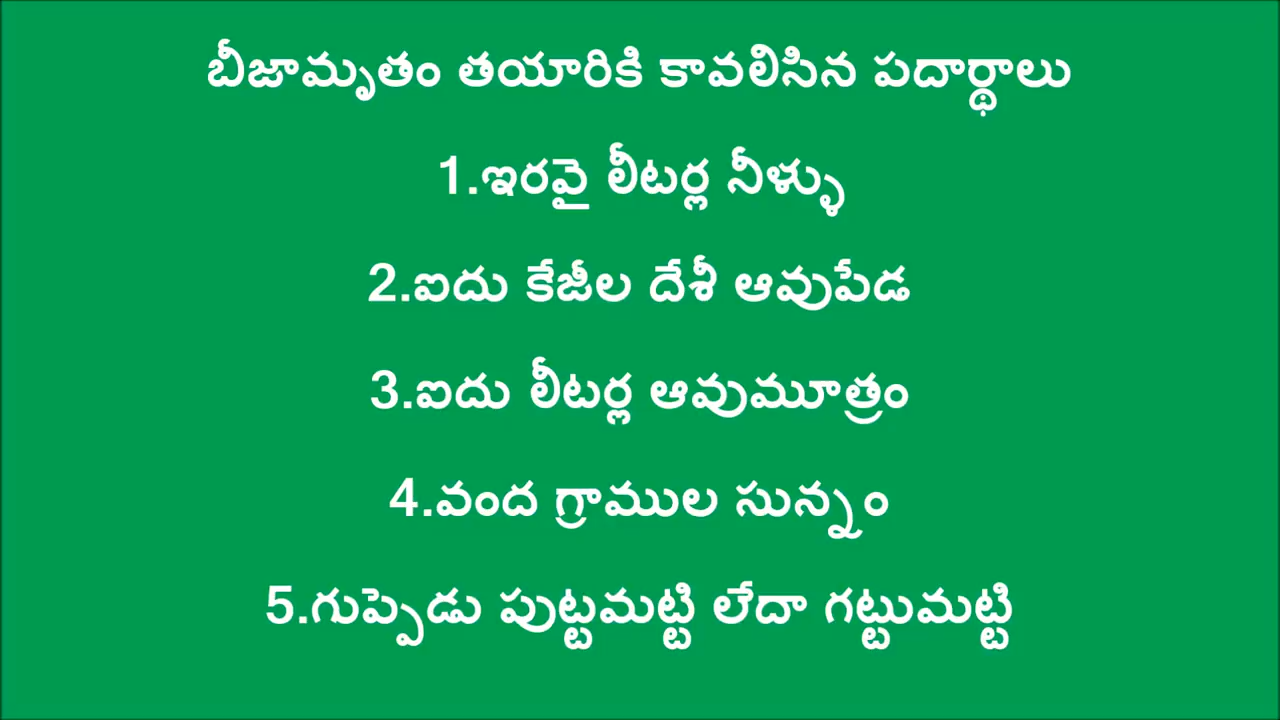 బీజామృతం తయారికి కావలిసిన పదార్థాలు
1.ఇరవై లీటర్ల నీళ్ళు
2.ఐదు కేజీల దేశీ ఆవుపేడ
3.ఐదు లీటర్ల ఆవుమూత్రం
4.వంద గ్రాముల సున్నం
5.గుప్పెడు పుట్టమట్టి లేదా గట్టుమట్టి